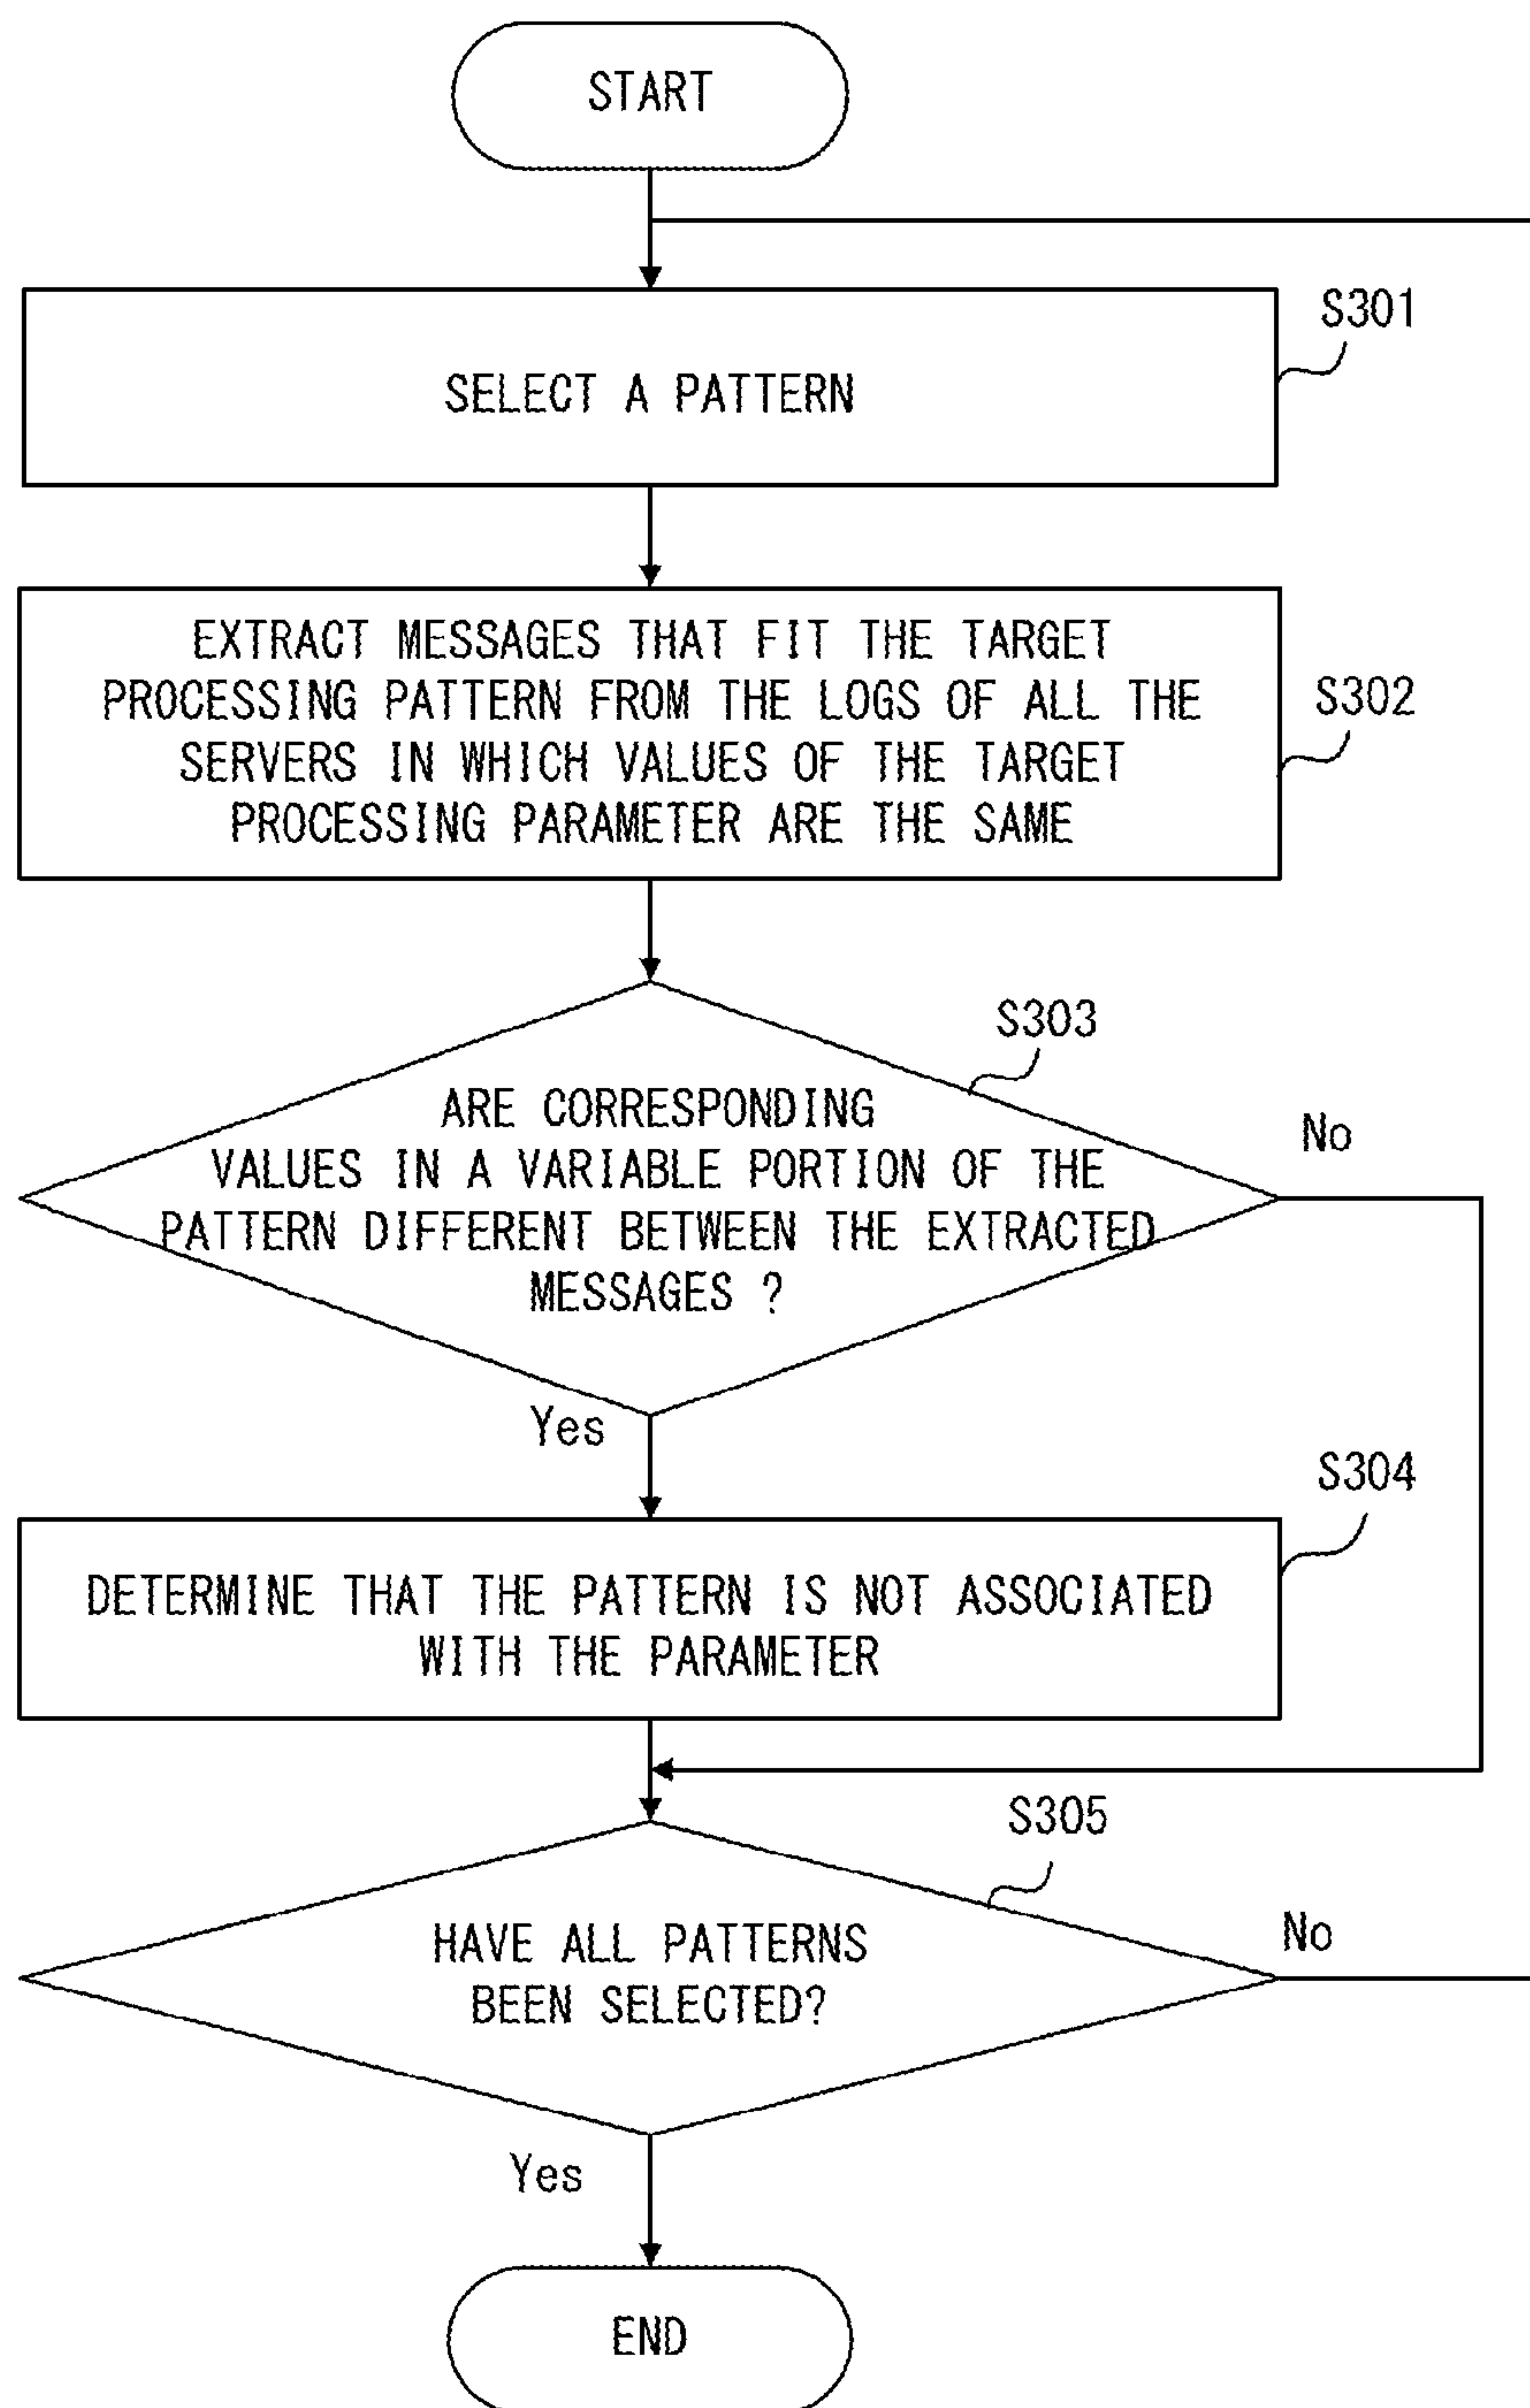 START
S301
SELECT A PATTERN
EXTRACT MESSAGES THAT FIT THE TARGET
PROCESSING PATTERN FROM THE LOGS OF ALL THE
SERVERS IN WHICH VALUES OF THE TARGET
PROCESSING PARAMETER ARE THE SAME
S302
S303
ARE CORRESPONDING
VALUES IN A VARIABLE PORTION OF THE
PATTERN DIFFERENT BETWEEN THE EXTRACTED
MESSAGES ?
No
Yes
S304
DETERMINE THAT THE PATTERN IS NOT ASSOCIATED
WITH THE PARAMETER
S305
HAVE ALL PATTERNS
BEEN SELECTED?
No
Yes
END